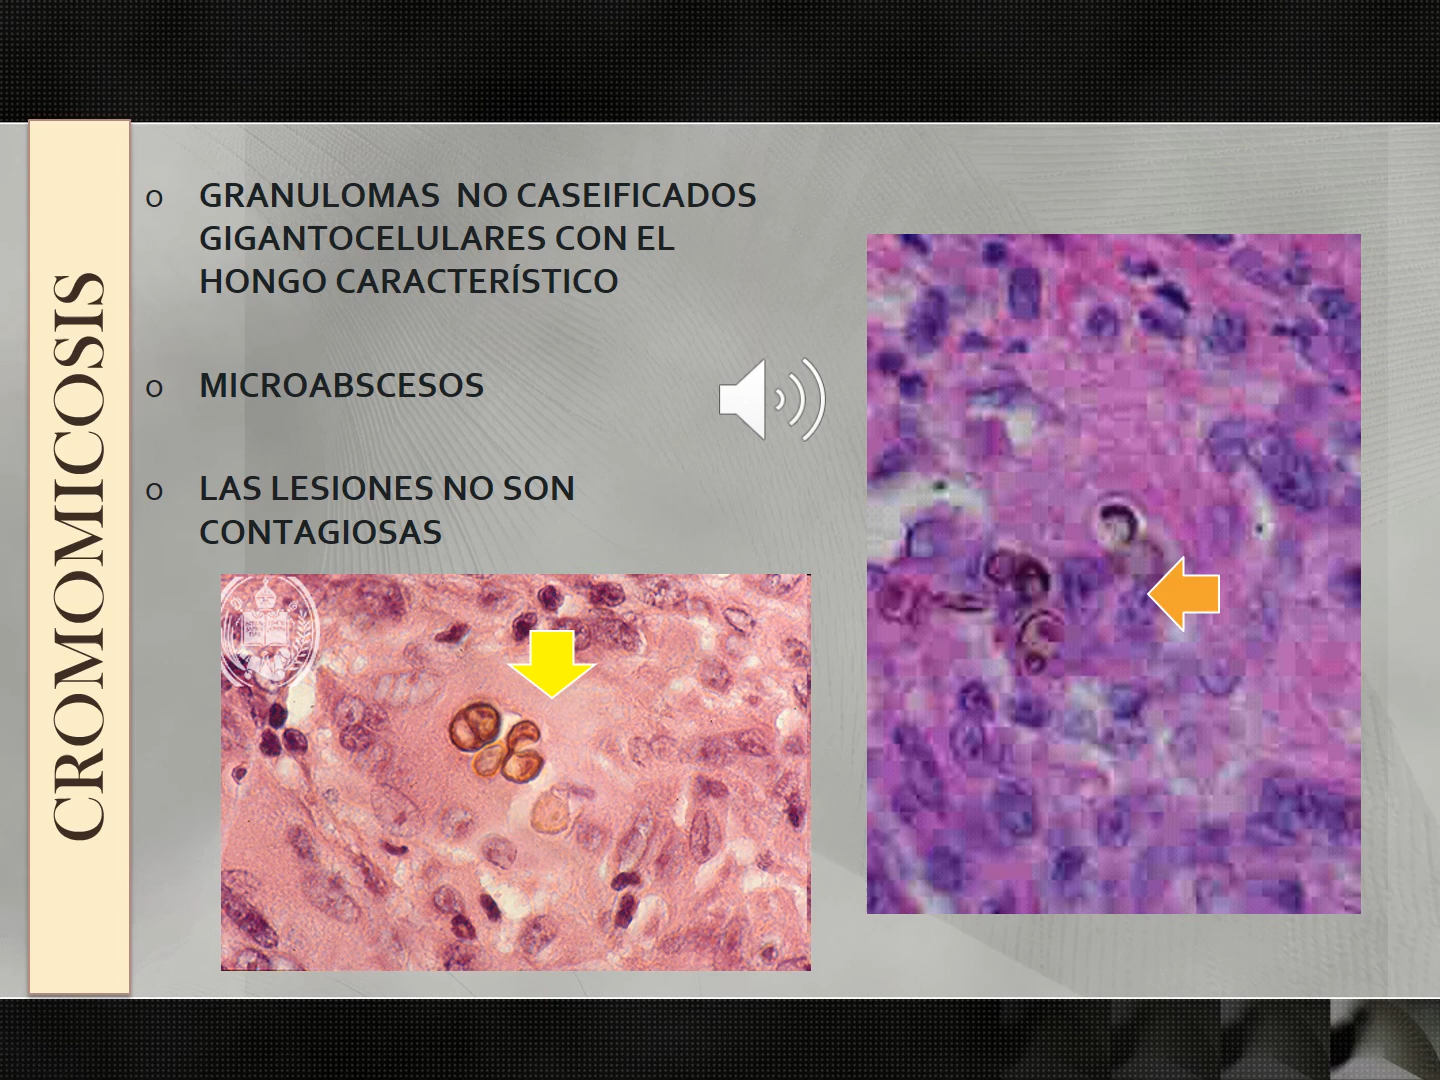 CROMOMICOSIS
o GRANULOMAS NO CASEIFICADOS
GIGANTOCELULARES CON EL
HONGO CARACTERÍSTICO
o MICROABSCESOS
o LAS LESIONES NO SON
CONTAGIOSAS